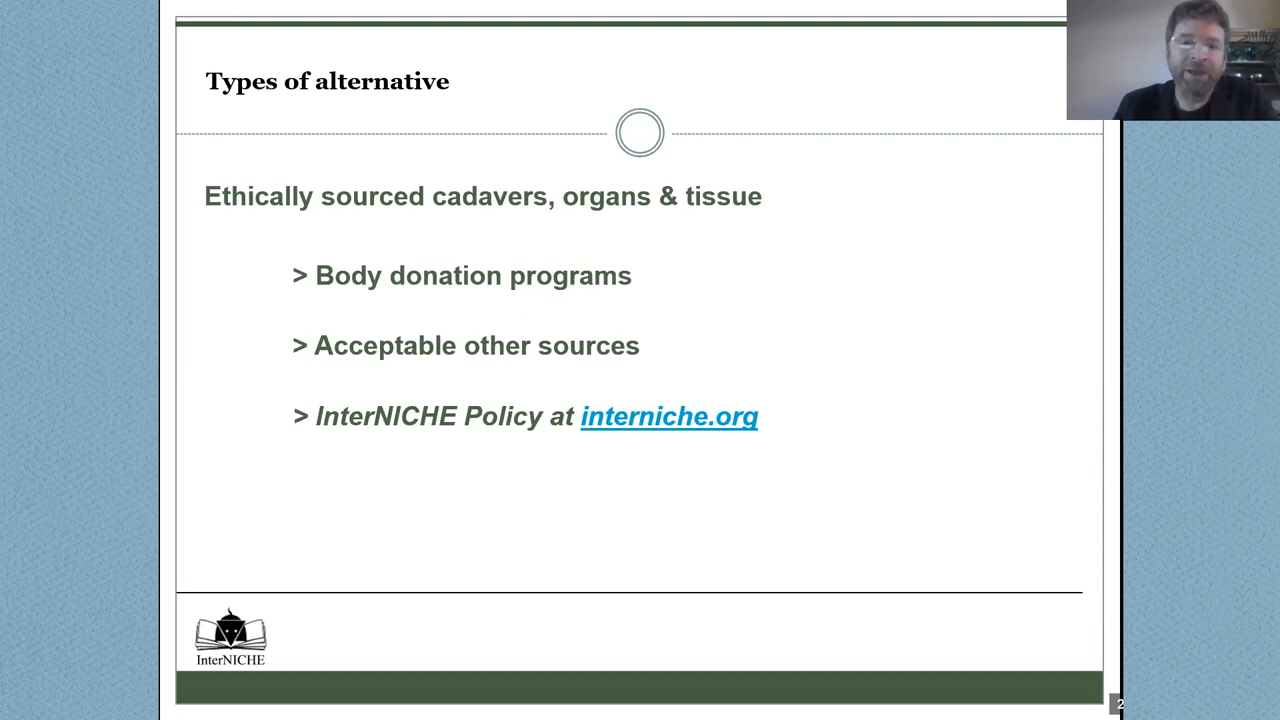 Types of alternative
Ethically sourced cadavers, organs & tissue
> Body donation programs
> Acceptable other sources
> InterNICHE Policy at interniche.org
InterNICHE
2